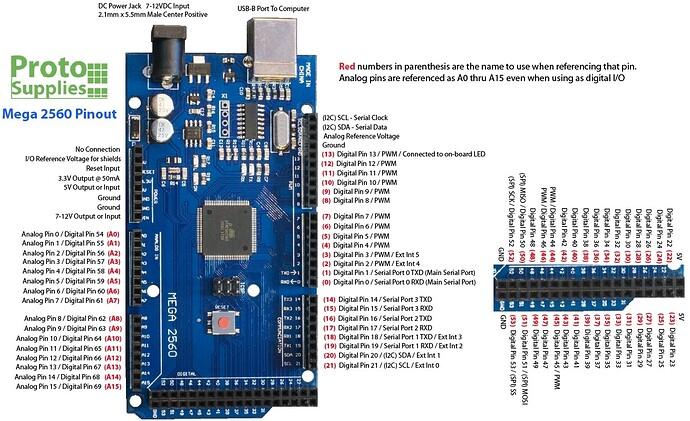 DC Power Jack 7-12VDC Input
2.1mm x 5.5mm Male Center Positive
USB-B Port To Computer
Proto
Supplies
Mega 2560 Pinout
Red numbers in parenthesis are the name to use when referencing that pin.
Analog pins are referenced as A0 thru A15 even when using as digital I/O
No Connection
I/O Reference Voltage for shields
Reset Input
3.3V Output @ 50mA
5V Output or Input
Ground
Ground
7-12V Output or Input
Analog Pin 0 / Digital Pin 54 (A0)
Analog Pin 1 / Digital Pin 55 (A1)
Analog Pin 2 / Digital Pin 56 (A2)
Analog Pin 3 / Digital Pin 57 (A3)
Analog Pin 4 / Digital Pin 58 (A4)
Analog Pin 5 / Digital Pin 59 (A5)
Analog Pin 6 / Digital Pin 60 (A6)
Analog Pin 7 / Digital Pin 61 (A7)
Analog Pin 8 / Digital Pin 62 (A8)
Analog Pin 9 / Digital Pin 63 (A9)
Analog Pin 10 / Digital Pin 64 (A10)
Analog Pin 11 / Digital Pin 65 (A11)
Analog Pin 12 / Digital Pin 66 (A12)
Analog Pin 13 / Digital Pin 67 (A13)
Analog Pin 14 / Digital Pin 68 (A14)
Analog Pin 15 / Digital Pin 69 (A15)
MADE IN
CHINA
RESET
MEGA 2560
DIGITAL
(I2C) SCL - Serial Clock
(I2C) SDA - Serial Data
Analog Reference Voltage
Ground
(13) Digital Pin 13 / PWM / Connected to on-board LED
(12) Digital Pin 12 / PWM
(11) Digital Pin 11 / PWM
(10) Digital Pin 10 / PWM
(9) Digital Pin 9 / PWM
(8) Digital Pin 8 / PWM
(7) Digital Pin 7 / PWM
(6) Digital Pin 6 / PWM
(5) Digital Pin 5 / PWM
(4) Digital Pin 4 / PWM
(3) Digital Pin 3 / PWM / Ext Int 5
(2) Digital Pin 2 / PWM / Ext Int 4
(1) Digital Pin 1 / Serial Port 0 TXD (Main Serial Port)
(0) Digital Pin 0 / Serial Port 0 RXD (Main Serial Port)
(14) Digital Pin 14 / Serial Port 3 TXD
(15) Digital Pin 15 / Serial Port 3 RXD
(16) Digital Pin 16 / Serial Port 2 TXD
(17) Digital Pin 17 / Serial Port 2 RXD
(18) Digital Pin 18 / Serial Port 1 TXD / Ext Int 3
(19) Digital Pin 19 / Serial Port 1 RXD / Ext Int 2
(20) Digital Pin 20 / (I2C) SDA / Ext Int 1
(21) Digital Pin 21 / (I2C) SCL / Ext Int 0
GND
(SPI) SCK / Digital Pin 52 (52)
(SPI) MISO / Digital Pin 50 (50)
Digital Pin 48 (48)
PWM / Digital Pin 46 (46)
PWM / Digital Pin 44 (44)
Digital Pin 42 (42)
Digital Pin 40 (40)
Digital Pin 38 (38)
Digital Pin 36 (36)
Digital Pin 34 (34)
Digital Pin 32 (32)
Digital Pin 30 (30)
Digital Pin 28 (28)
Digital Pin 26 (26)
Digital Pin 24 (24)
Digital Pin 22 (22)
5V
GND
(53) Digital Pin 53 / (SPI) SS
(51) Digital Pin 51 / (SPI) MOSI
(49) Digital Pin 49
(47) Digital Pin 47
(45) Digital Pin 45 / PWM
(43) Digital Pin 43
(41) Digital Pin 41
(39) Digital Pin 39
(37) Digital Pin 37
(35) Digital Pin 35
(33) Digital Pin 33
(31) Digital Pin 31
(29) Digital Pin 29
(27) Digital Pin 27
(25) Digital Pin 25
(23) Digital Pin 23
5V